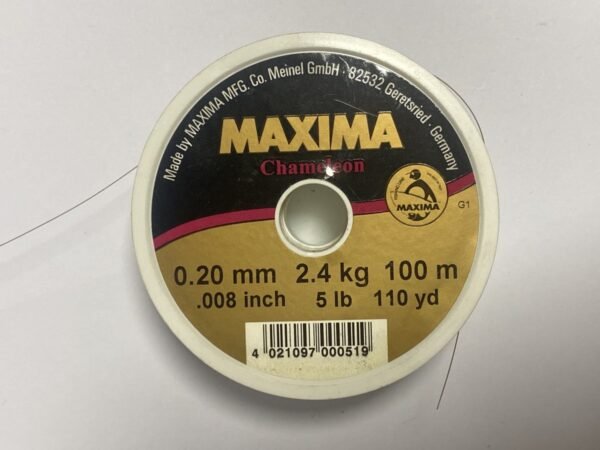 Made by MAXIMA MFG. Co. Meinel GmbH · 82532 Geretsried · Germany
MAXIMA
Chameleon
MAXIMA
G1
0.20 mm 2.4 kg 100 m
.008 inch 5 lb 110 yd
4 021097 000519